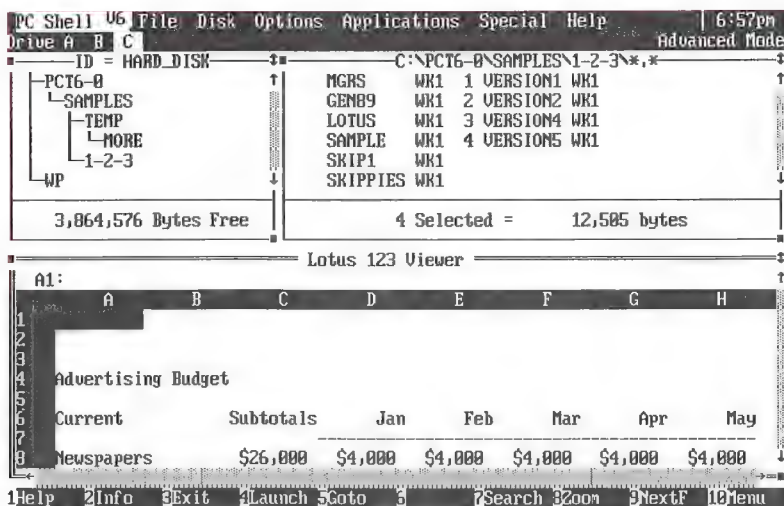 PC Shell V6 File Disk Options Applications Special Help 6:57pm
Drive A B C Advanced Mode
ID = HARD_DISK
PCT6-0
SAMPLES
TEMP
MORE
1-2-3
WP
3,864,576 Bytes Free
C:\PCT6-0\SAMPLES\1-2-3\*.*
MGRS WK1 1 VERSION1 WK1
GEN89 WK1 2 VERSION2 WK1
LOTUS WK1 3 VERSION4 WK1
SAMPLE WK1 4 VERSION5 WK1
SKIP1 WK1
SKIPPIES WK1
4 Selected = 12,505 bytes
Lotus 123 Viewer
A1:
A B C D E F G H
1
2
3
4 Advertising Budget
5
6 Current Subtotals Jan Feb Mar Apr May
7
8 Newspapers $26,000 $4,000 $4,000 $4,000 $4,000 $4,000
1Help 2Info 3Exit 4Launch 5Goto 6 7Search 8Zoom 9NextF 10Menu